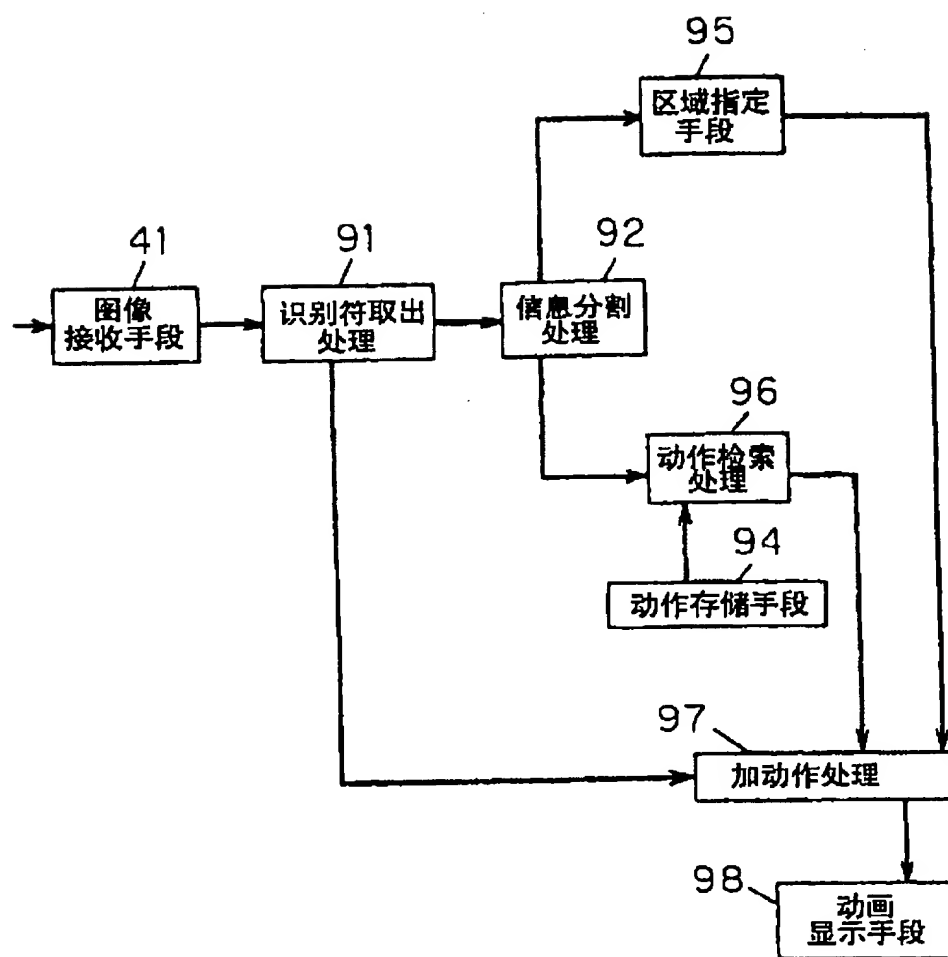 95
区域指定
手段
41
91
92
图像
接收手段
识别符取出
处理
信息分割
处理
96
动作检索
处理
94
动作存储手段
97
加动作处理
98
动画
显示手段